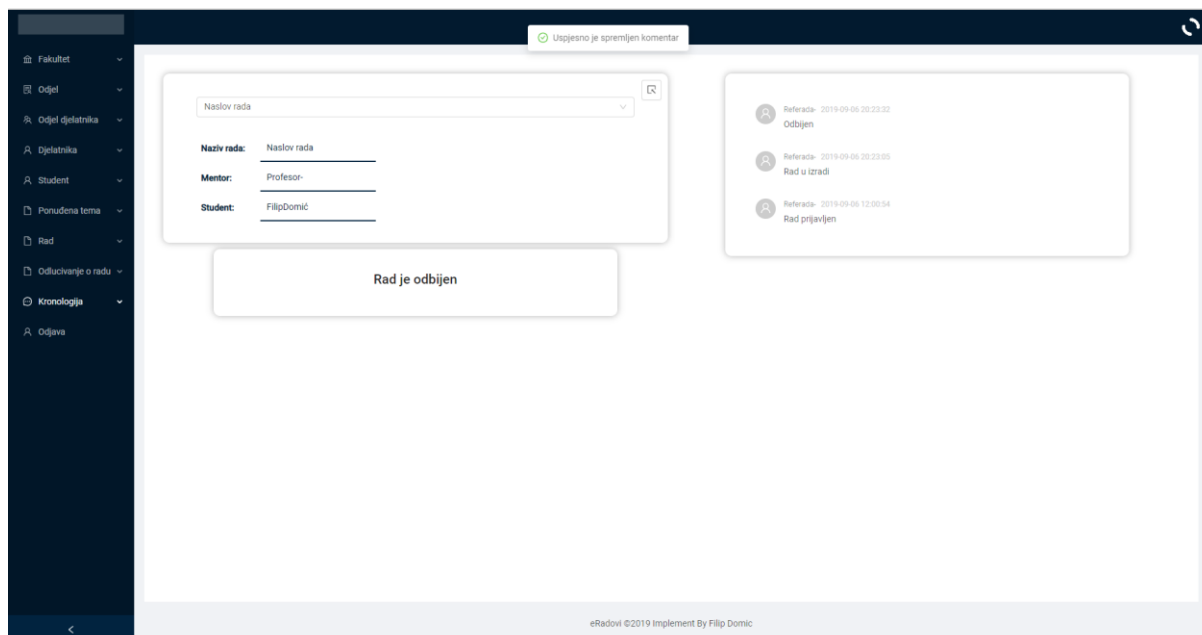 Uspjesno je spremljen komentar
Fakultet
Odjel
Odjel djelatnika
Djelatnika
Student
Ponuđena tema
Rad
Odlucivanje o radu
Kronologija
Odjava
Naslov rada
Naziv rada: Naslov rada
Mentor: Profesor-
Student: FilipDomić
Rad je odbijen
Referada- 2019-09-06 20:23:32
Odbijen
Referada- 2019-09-06 20:23:05
Rad u izradi
Referada- 2019-09-06 12:00:54
Rad prijavljen
eRadovi ©2019 Implement By Filip Domic